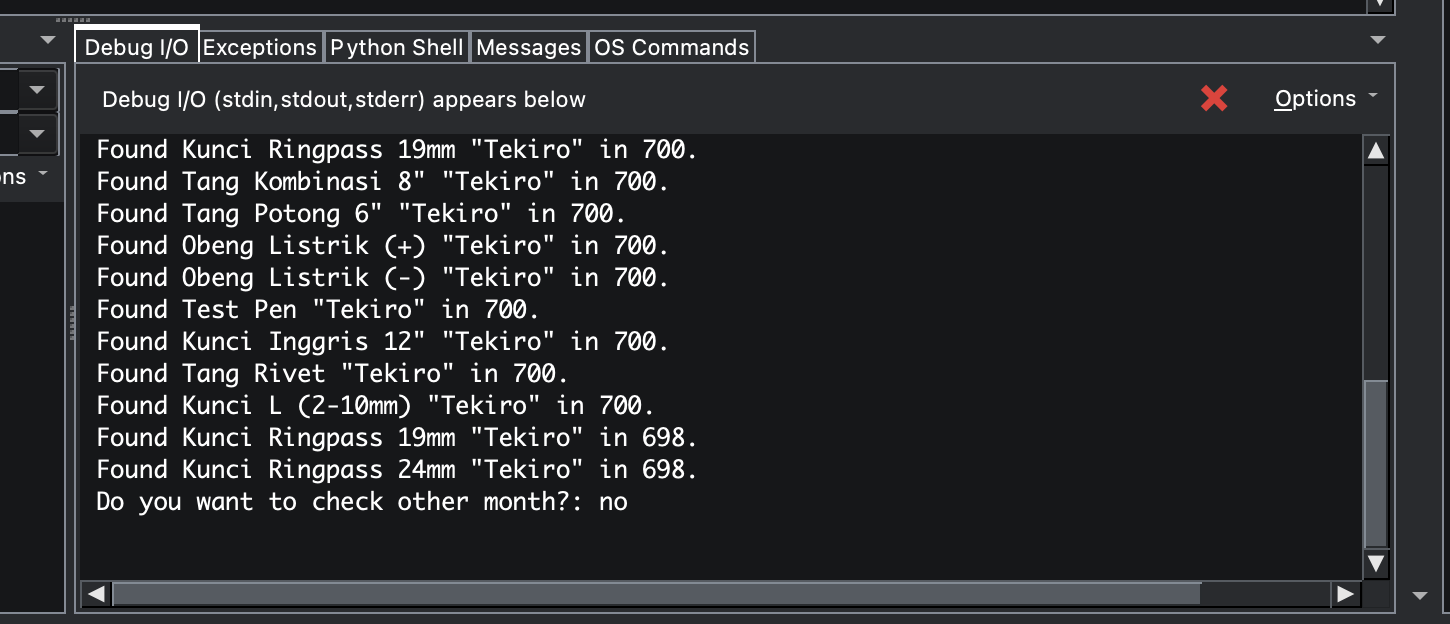 Debug I/O Exceptions Python Shell Messages OS Commands
Debug I/O (stdin,stdout,stderr) appears below Options
ns
Found Kunci Ringpass 19mm "Tekiro" in 700.
Found Tang Kombinasi 8" "Tekiro" in 700.
Found Tang Potong 6" "Tekiro" in 700.
Found Obeng Listrik (+) "Tekiro" in 700.
Found Obeng Listrik (-) "Tekiro" in 700.
Found Test Pen "Tekiro" in 700.
Found Kunci Inggris 12" "Tekiro" in 700.
Found Tang Rivet "Tekiro" in 700.
Found Kunci L (2-10mm) "Tekiro" in 700.
Found Kunci Ringpass 19mm "Tekiro" in 698.
Found Kunci Ringpass 24mm "Tekiro" in 698.
Do you want to check other month?: no